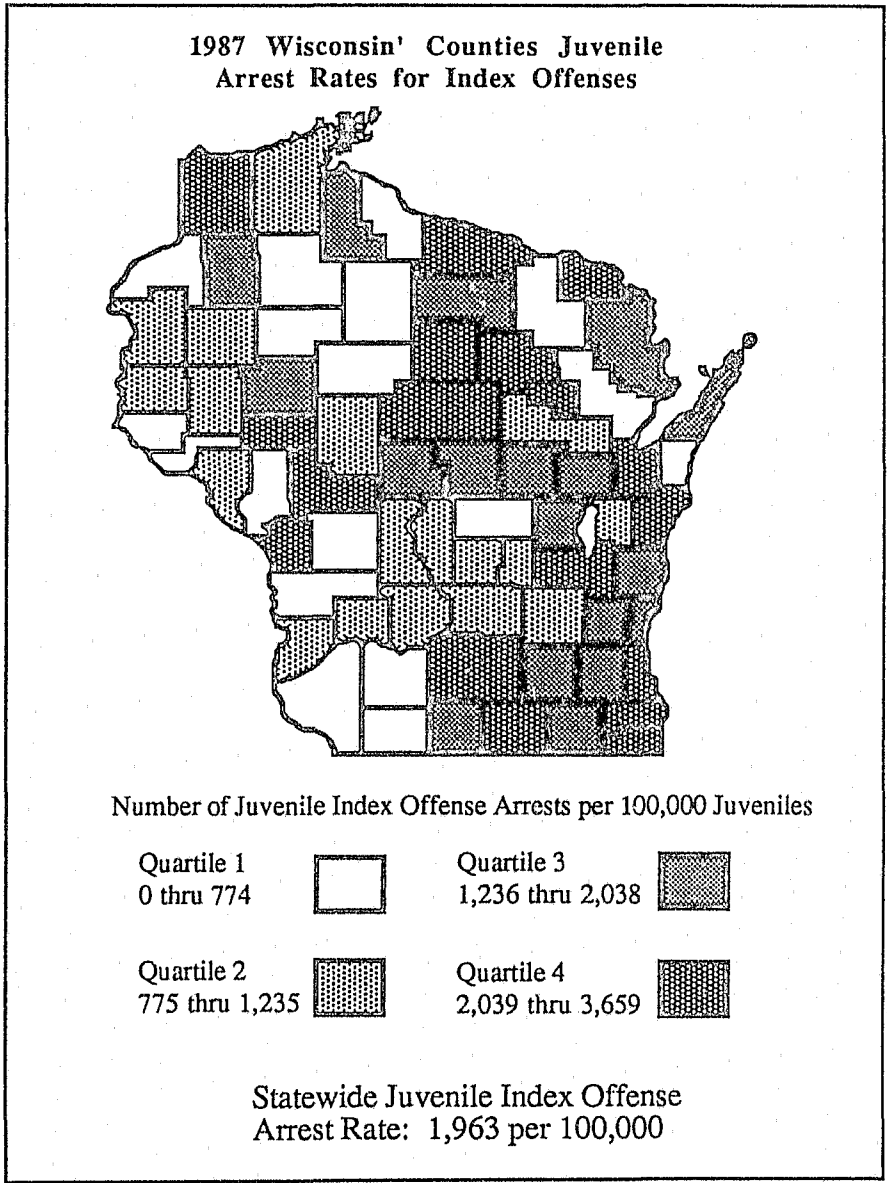 1987 Wisconsin' Counties Juvenile
Arrest Rates for Index Offenses
Number of Juvenile Index Offense Arrests per 100,000 Juveniles
Quartile 1
0 thru 774
Quartile 3
1,236 thru 2,038
Quartile 2
775 thru 1,235
Quartile 4
2,039 thru 3,659
Statewide Juvenile Index Offense
Arrest Rate: 1,963 per 100,000